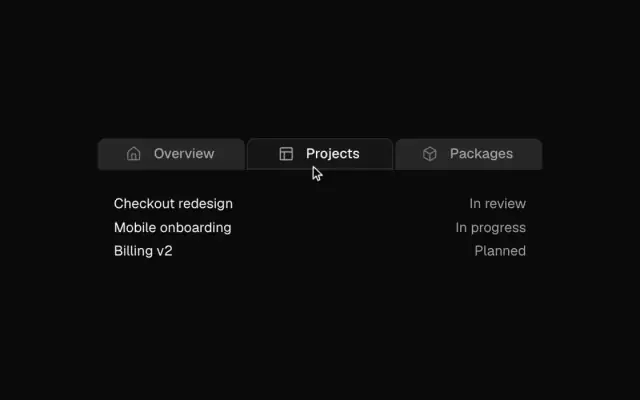 Overview Projects Packages
Checkout redesign In review
Mobile onboarding In progress
Billing v2 Planned